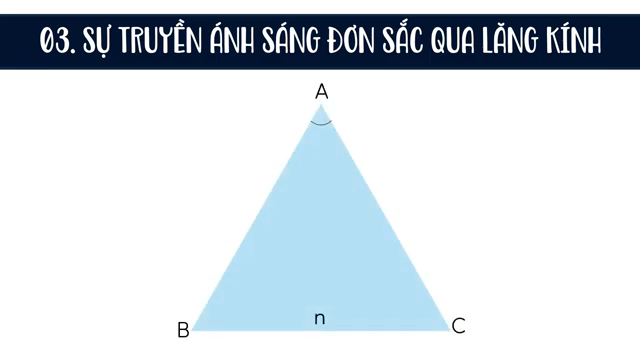 03. SỰ TRUYỀN ÁNH SÁNG ĐƠN SẮC QUA LĂNG KÍNH
A
n
B
C